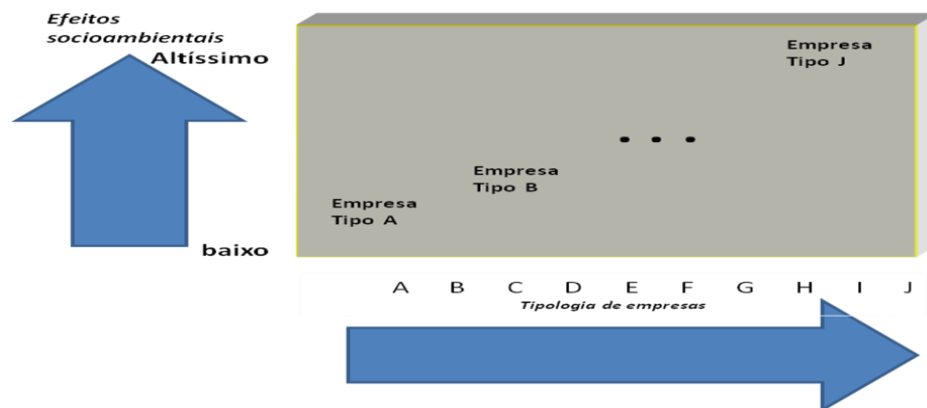 Efeitos
socioambientais
Altíssimo
Empresa
Tipo J
• • •
Empresa
Tipo B
Empresa
Tipo A
baixo
A B C D E F G H I J
Tipologia de empresas